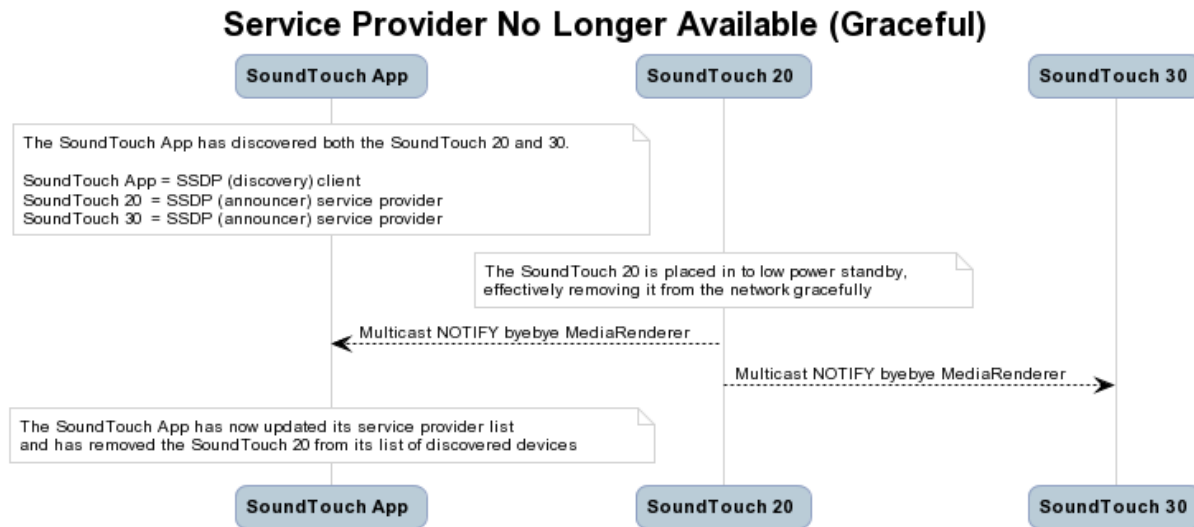 Service Provider No Longer Available (Graceful)
SoundTouch App
SoundTouch 20
SoundTouch 30
The SoundTouch App has discovered both the SoundTouch 20 and 30.
SoundTouch App = SSDP (discovery) client
SoundTouch 20  = SSDP (announcer) service provider
SoundTouch 30  = SSDP (announcer) service provider
The SoundTouch 20 is placed in to low power standby,
effectively removing it from the network gracefully
Multicast NOTIFY byebye MediaRenderer
Multicast NOTIFY byebye MediaRenderer
The SoundTouch App has now updated its service provider list
and has removed the SoundTouch 20 from its list of discovered devices
SoundTouch App
SoundTouch 20
SoundTouch 30